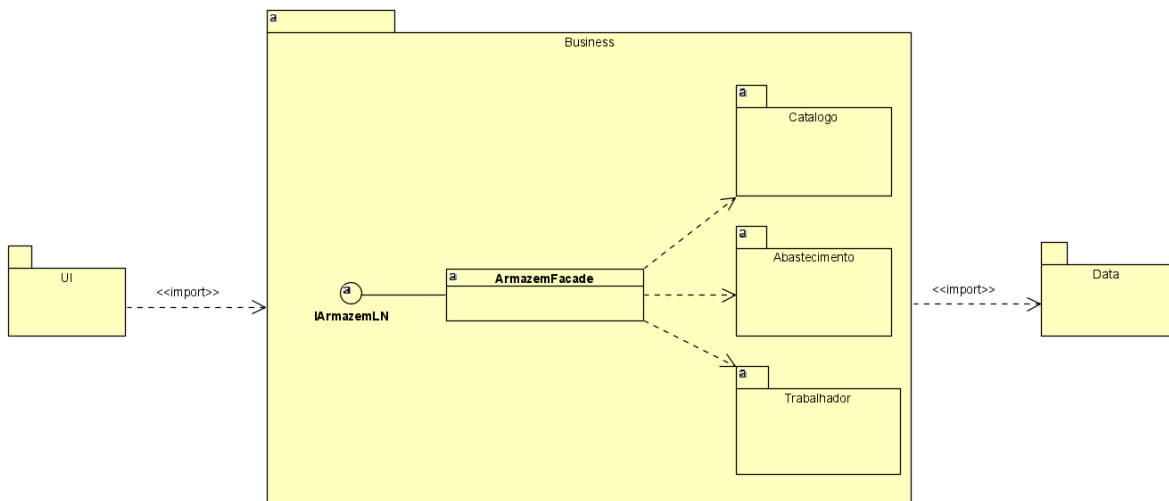 a
Business
a
Catalogo
UI
<<import>>
a
IArmazemLN
a
ArmazemFacade
a
Abastecimento
<<import>>
Data
a
Trabalhador